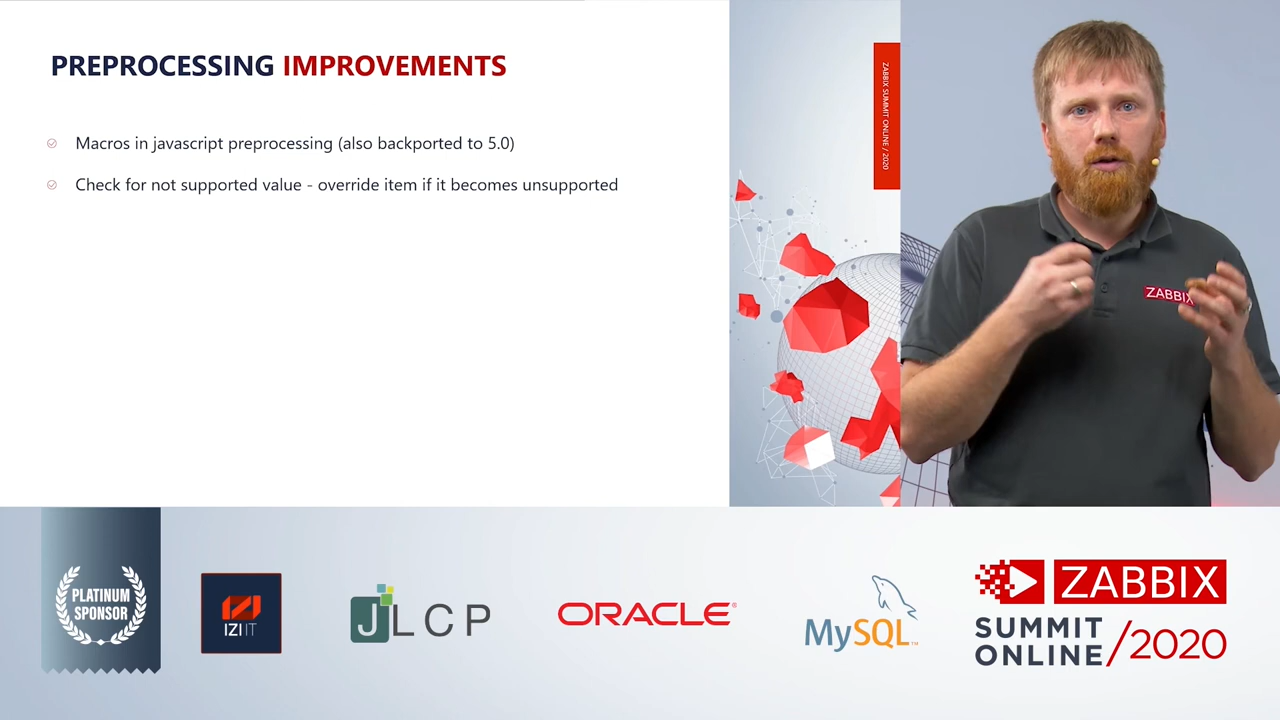 PREPROCESSING IMPROVEMENTS
Macros in javascript preprocessing (also backported to 5.0)
Check for not supported value - override item if it becomes unsupported
ZABBIX SUMMIT ONLINE / 2020
ZABBIX
PLATINUM
SPONSOR
IZI IT
JLCP
ORACLE®
MySQL™
ZABBIX
SUMMIT
ONLINE/2020